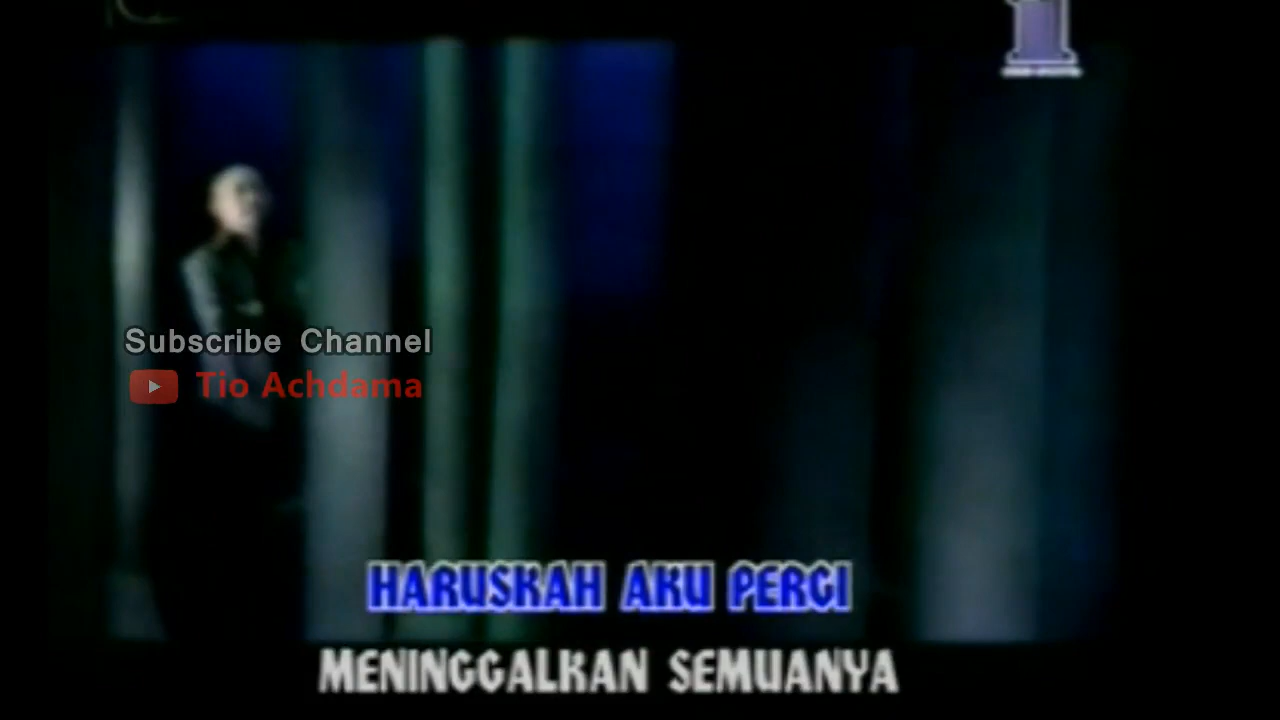 Subscribe Channel
Tio Achdama
HARUSKAH AKU PERGI
MENINGGALKAN SEMUANYA